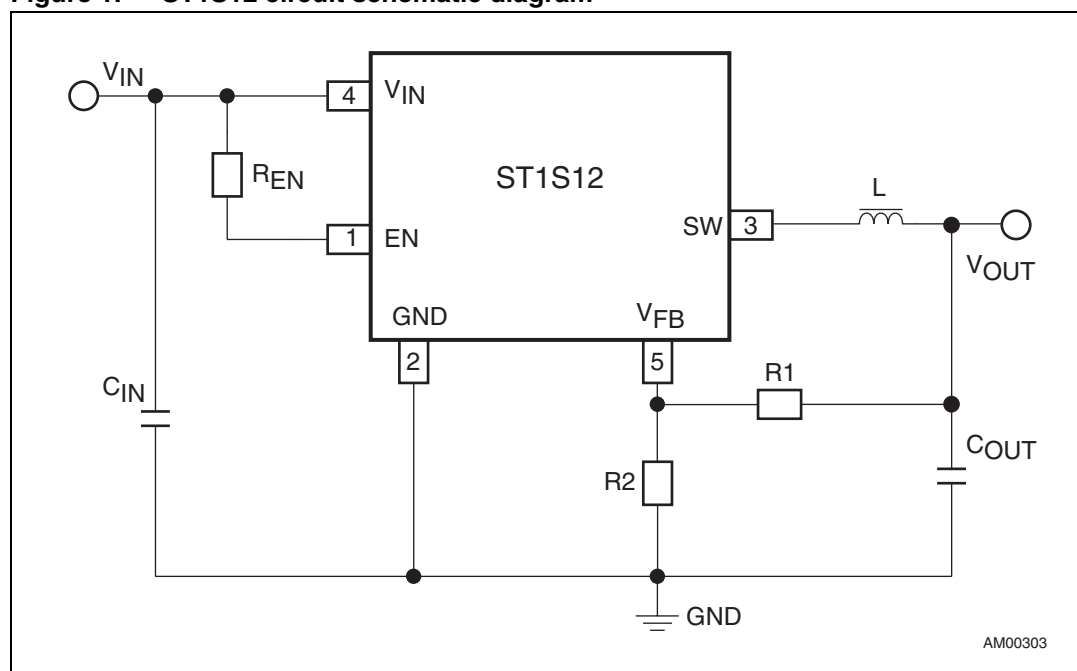 VIN
4
VIN
REN
ST1S12
L
1
EN
SW
3
VOUT
GND
VFB
2
5
R1
CIN
COUT
R2
GND
AM00303